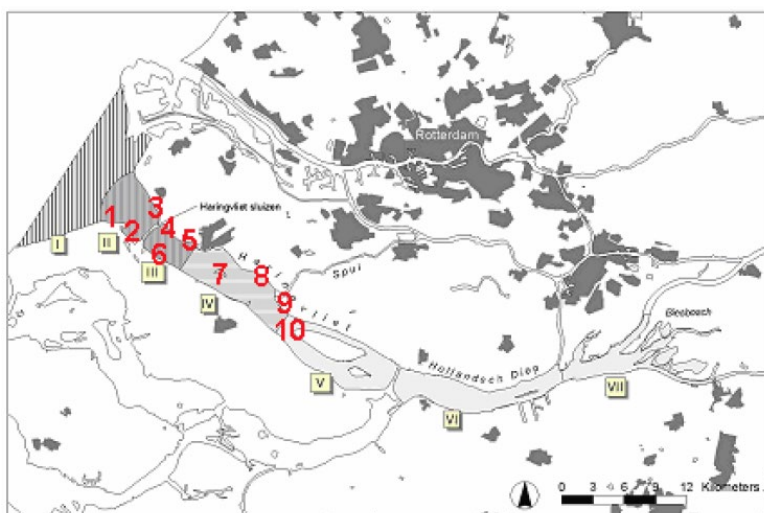 Rotterdam
Haringvliet sluizen
3
1
4
2
5
6
I
II
III
Haringvliet
Spui
7
8
IV
9
10
Biesbosch
Hollandsch Diep
V
VI
VII
0 3 6 9 12 Kilometers